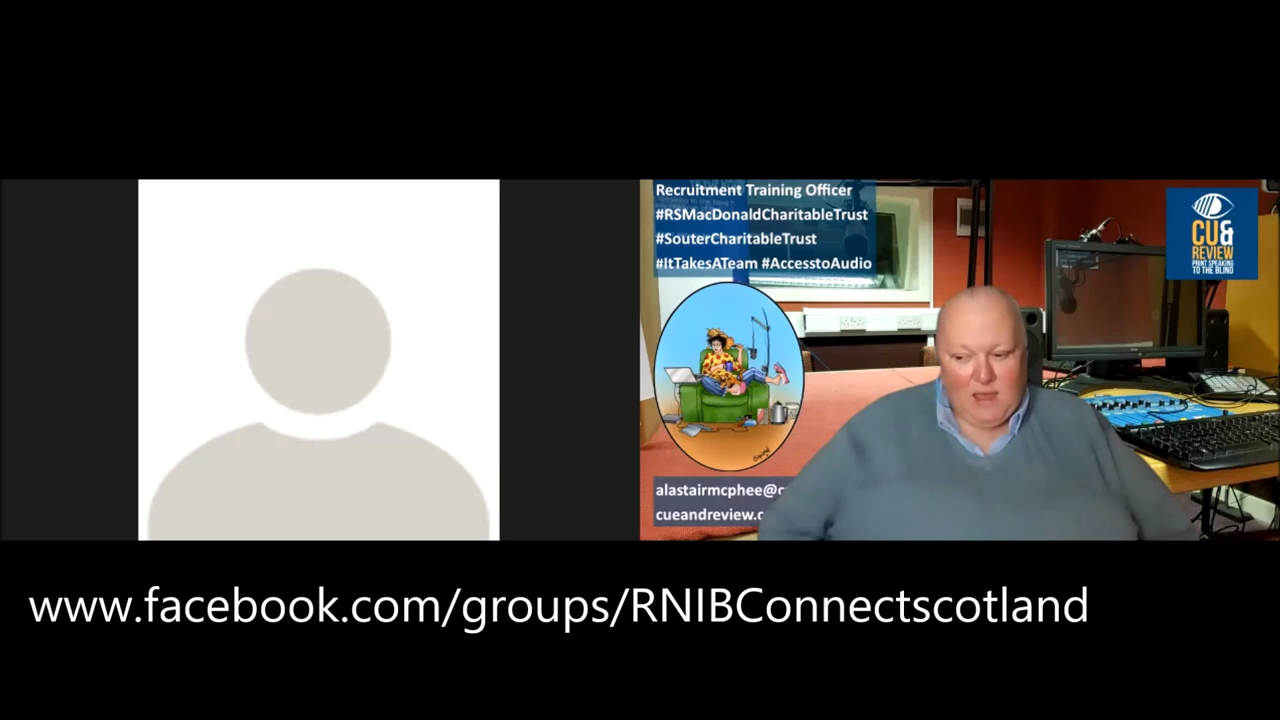 Recruitment Training Officer
#RSMacDonaldCharitableTrust
#SouterCharitableTrust
#ItTakesATeam #AccesstoAudio
CU&
REVIEW
PRINT SPEAKING
TO THE BLIND
alastairmcphee@c
cueandreview.c
www.facebook.com/groups/RNIBConnectscotland